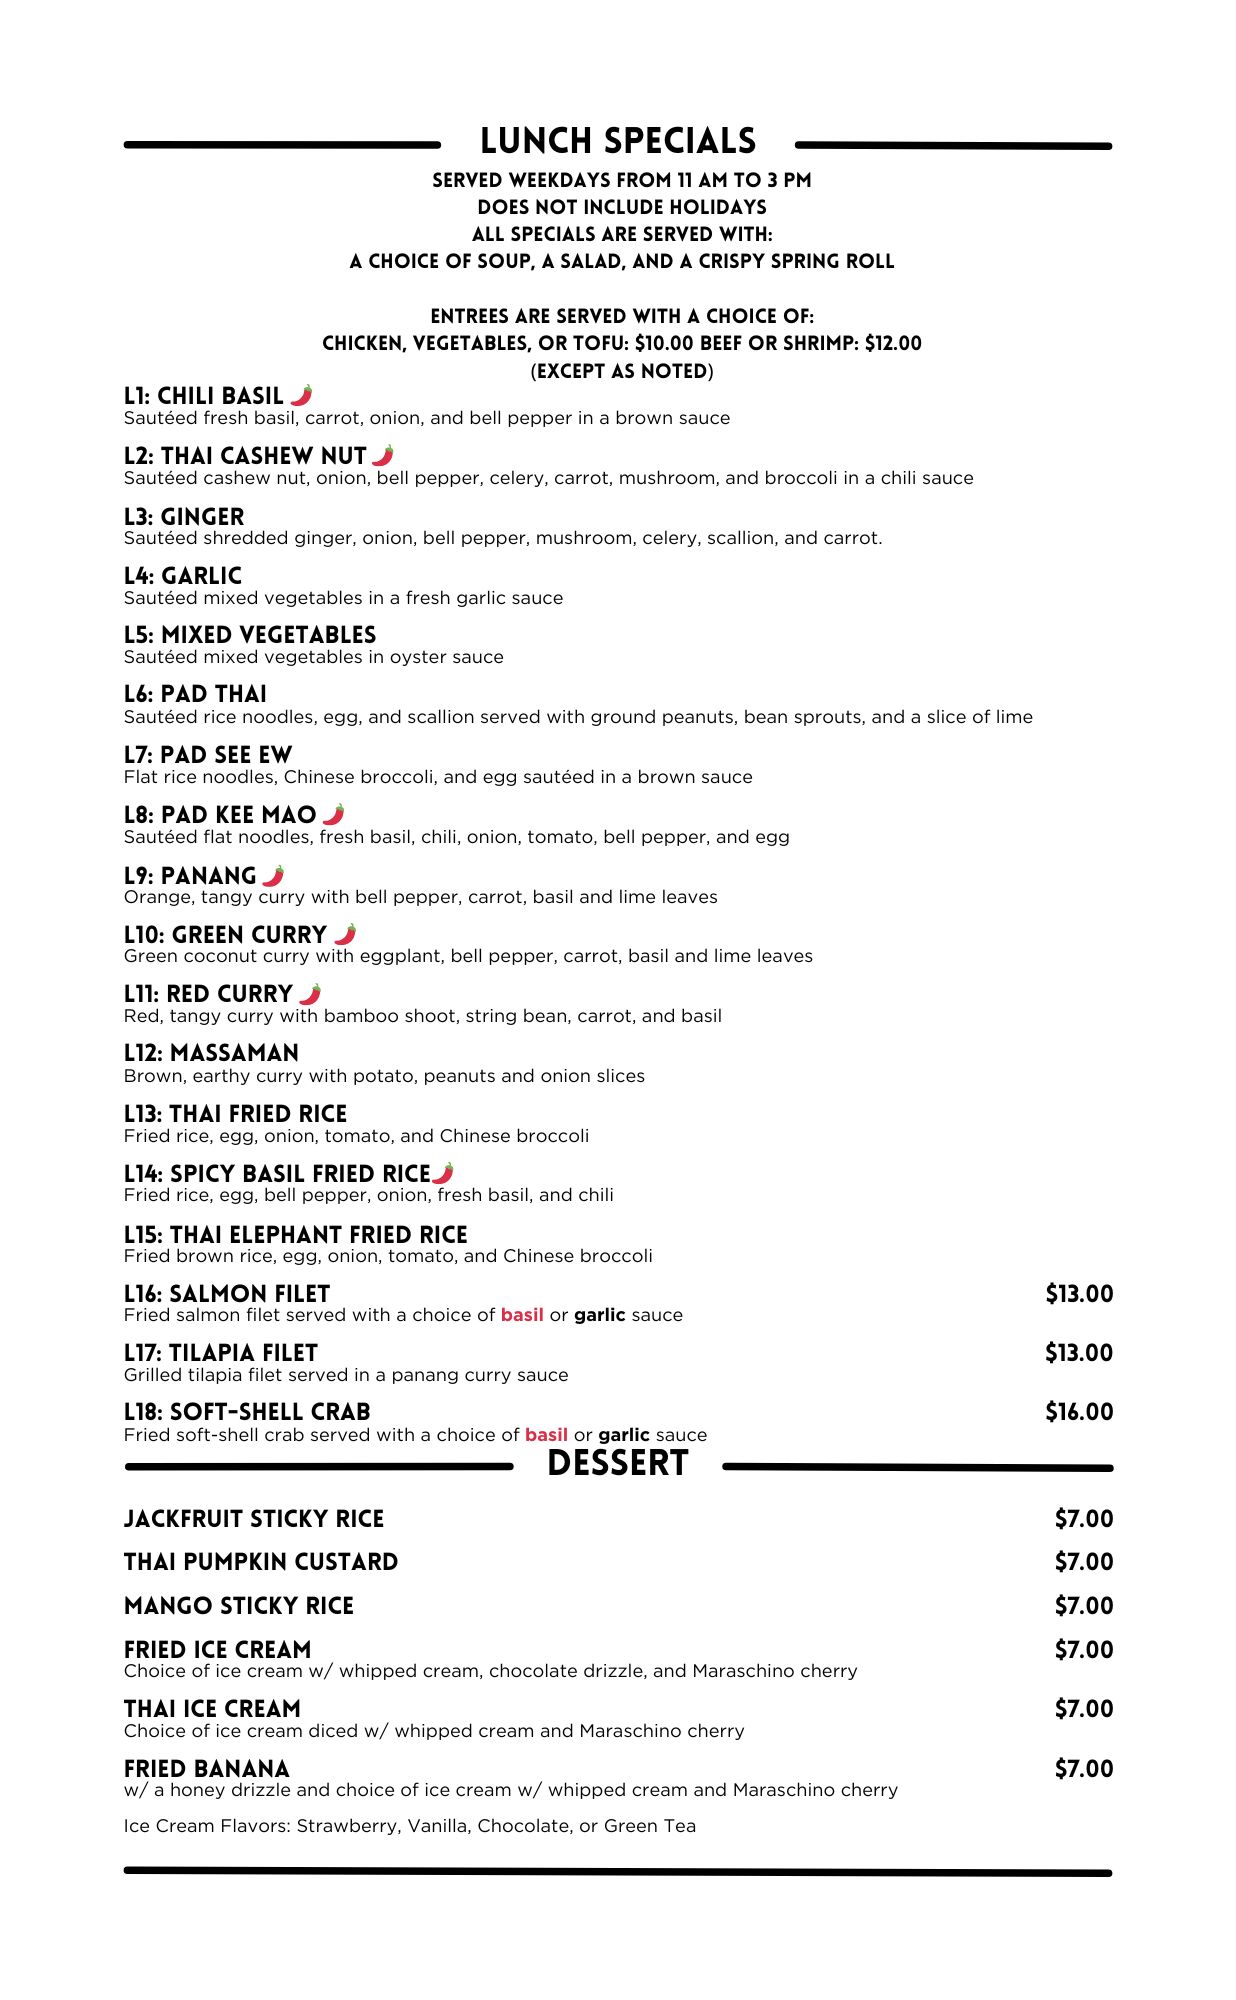 LUNCH SPECIALS
SERVED WEEKDAYS FROM 11 AM TO 3 PM
DOES NOT INCLUDE HOLIDAYS
ALL SPECIALS ARE SERVED WITH:
A CHOICE OF SOUP, A SALAD, AND A CRISPY SPRING ROLL
ENTREES ARE SERVED WITH A CHOICE OF:
CHICKEN, VEGETABLES, OR TOFU: $10.00 BEEF OR SHRIMP: $12.00
(EXCEPT AS NOTED)
L1: CHILI BASIL 🌶
Sautéed fresh basil, carrot, onion, and bell pepper in a brown sauce
L2: THAI CASHEW NUT 🌶
Sautéed cashew nut, onion, bell pepper, celery, carrot, mushroom, and broccoli in a chili sauce
L3: GINGER
Sautéed shredded ginger, onion, bell pepper, mushroom, celery, scallion, and carrot.
L4: GARLIC
Sautéed mixed vegetables in a fresh garlic sauce
L5: MIXED VEGETABLES
Sautéed mixed vegetables in oyster sauce
L6: PAD THAI
Sautéed rice noodles, egg, and scallion served with ground peanuts, bean sprouts, and a slice of lime
L7: PAD SEE EW
Flat rice noodles, Chinese broccoli, and egg sautéed in a brown sauce
L8: PAD KEE MAO 🌶
Sautéed flat noodles, fresh basil, chili, onion, tomato, bell pepper, and egg
L9: PANANG 🌶
Orange, tangy curry with bell pepper, carrot, basil and lime leaves
L10: GREEN CURRY 🌶
Green coconut curry with eggplant, bell pepper, carrot, basil and lime leaves
L11: RED CURRY 🌶
Red, tangy curry with bamboo shoot, string bean, carrot, and basil
L12: MASSAMAN
Brown, earthy curry with potato, peanuts and onion slices
L13: THAI FRIED RICE
Fried rice, egg, onion, tomato, and Chinese broccoli
L14: SPICY BASIL FRIED RICE🌶
Fried rice, egg, bell pepper, onion, fresh basil, and chili
L15: THAI ELEPHANT FRIED RICE
Fried brown rice, egg, onion, tomato, and Chinese broccoli
L16: SALMON FILET $13.00
Fried salmon filet served with a choice of basil or garlic sauce
L17: TILAPIA FILET $13.00
Grilled tilapia filet served in a panang curry sauce
L18: SOFT-SHELL CRAB $16.00
Fried soft-shell crab served with a choice of basil or garlic sauce
DESSERT
JACKFRUIT STICKY RICE $7.00
THAI PUMPKIN CUSTARD $7.00
MANGO STICKY RICE $7.00
FRIED ICE CREAM $7.00
Choice of ice cream w/ whipped cream, chocolate drizzle, and Maraschino cherry
THAI ICE CREAM $7.00
Choice of ice cream diced w/ whipped cream and Maraschino cherry
FRIED BANANA $7.00
w/ a honey drizzle and choice of ice cream w/ whipped cream and Maraschino cherry
Ice Cream Flavors: Strawberry, Vanilla, Chocolate, or Green Tea